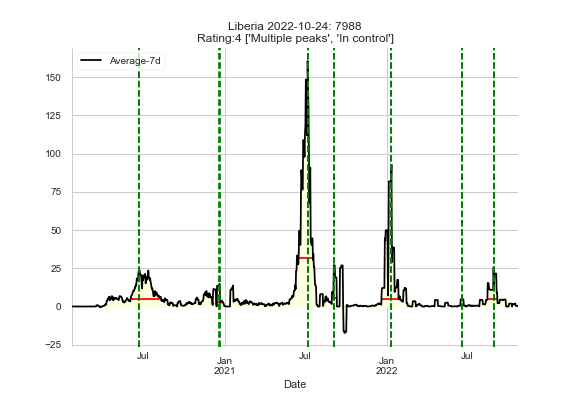 Liberia 2022-10-24: 7988
Rating:4 ['Multiple peaks', 'In control']
Average-7d
150
125
100
75
50
25
0
−25
Jul
Jan
2021
Jul
Jan
2022
Jul
Date